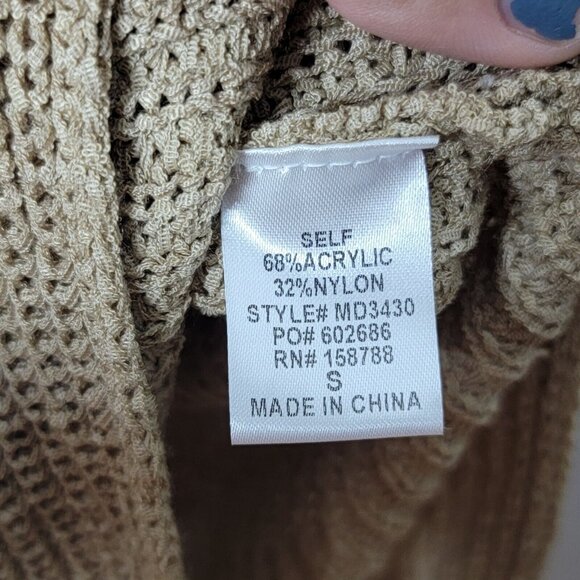 SELF
68%ACRYLIC
32%NYLON
STYLE# MD3430
PO# 602686
RN# 158788
S
MADE IN CHINA